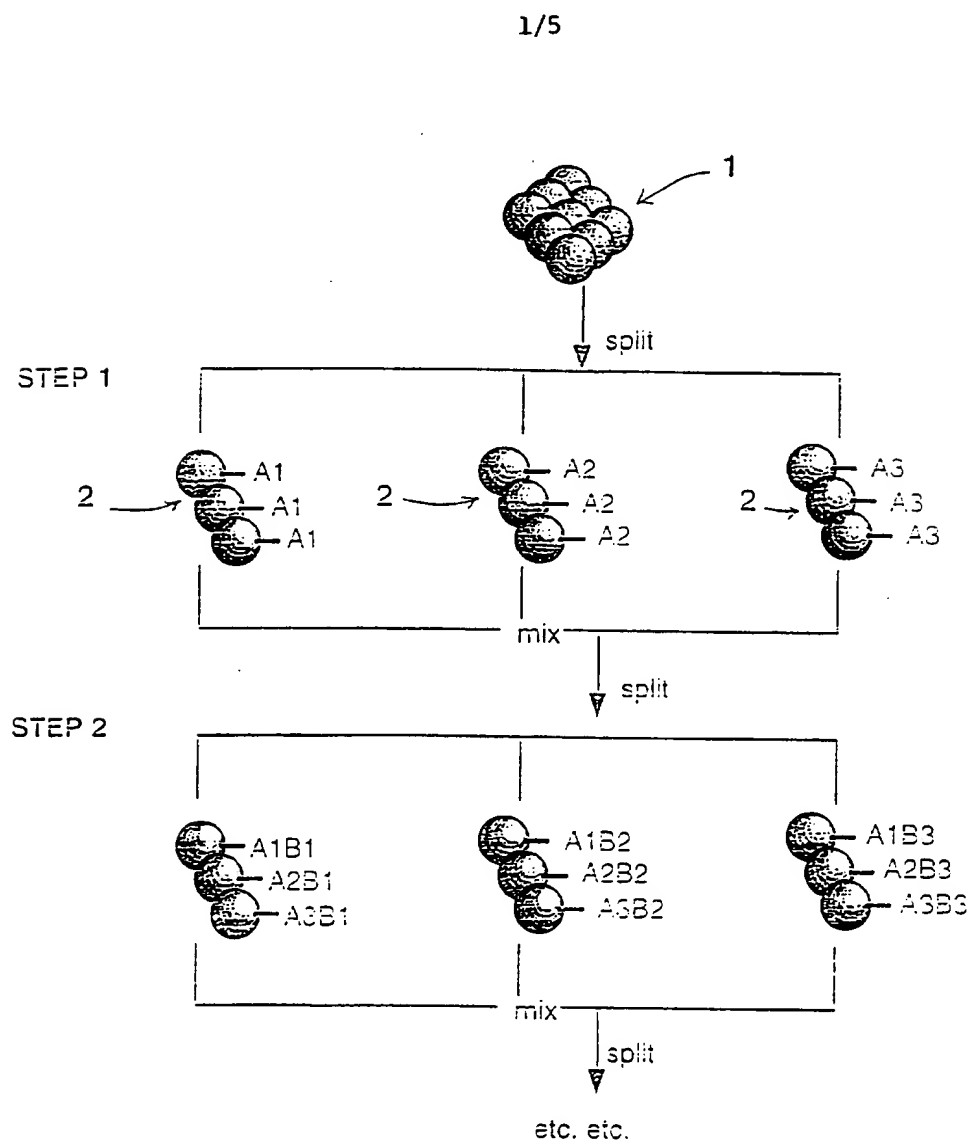 1/5
1
split
STEP 1
A1
A1
A1
2
A2
A2
A2
2
A3
A3
A3
2
mix
split
STEP 2
A1B1
A2B1
A3B1
A1B2
A2B2
A3B2
A1B3
A2B3
A3B3
mix
split
etc. etc.